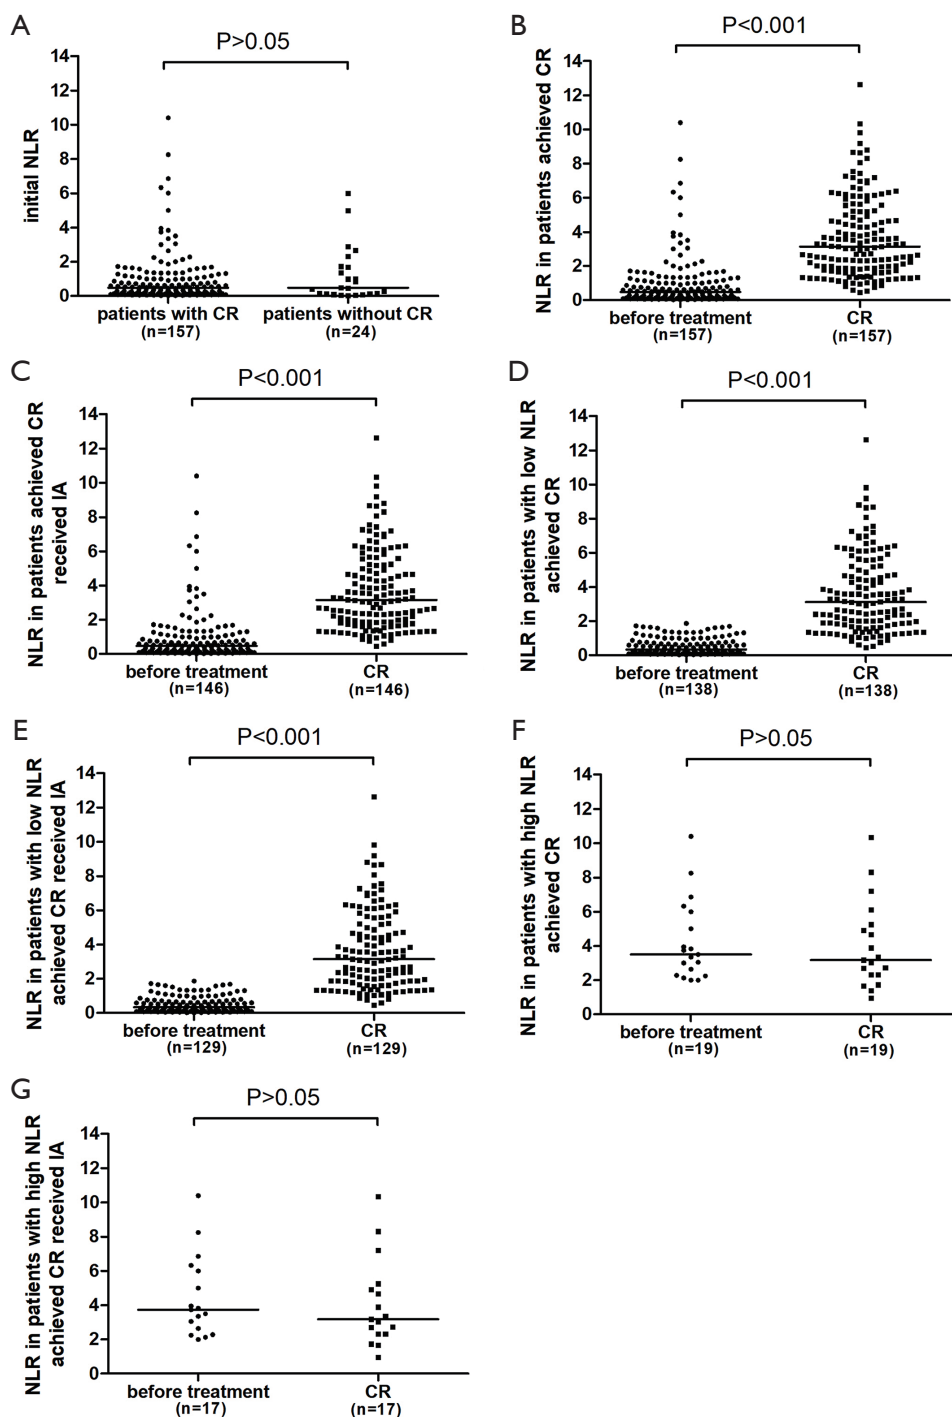 A
P>0.05
initial NLR
14
12
10
8
6
4
2
0
patients with CR
(n=157)
patients without CR
(n=24)
B
P<0.001
NLR in patients achieved CR
14
12
10
8
6
4
2
0
before treatment
(n=157)
CR
(n=157)
C
P<0.001
NLR in patients achieved CR
received IA
14
12
10
8
6
4
2
0
before treatment
(n=146)
CR
(n=146)
D
P<0.001
NLR in patients with low NLR
achieved CR
14
12
10
8
6
4
2
0
before treatment
(n=138)
CR
(n=138)
E
P<0.001
NLR in patients with low NLR
achieved CR received IA
14
12
10
8
6
4
2
0
before treatment
(n=129)
CR
(n=129)
F
P>0.05
NLR in patients with high NLR
achieved CR
14
12
10
8
6
4
2
0
before treatment
(n=19)
CR
(n=19)
G
P>0.05
NLR in patients with high NLR
achieved CR received IA
14
12
10
8
6
4
2
0
before treatment
(n=17)
CR
(n=17)